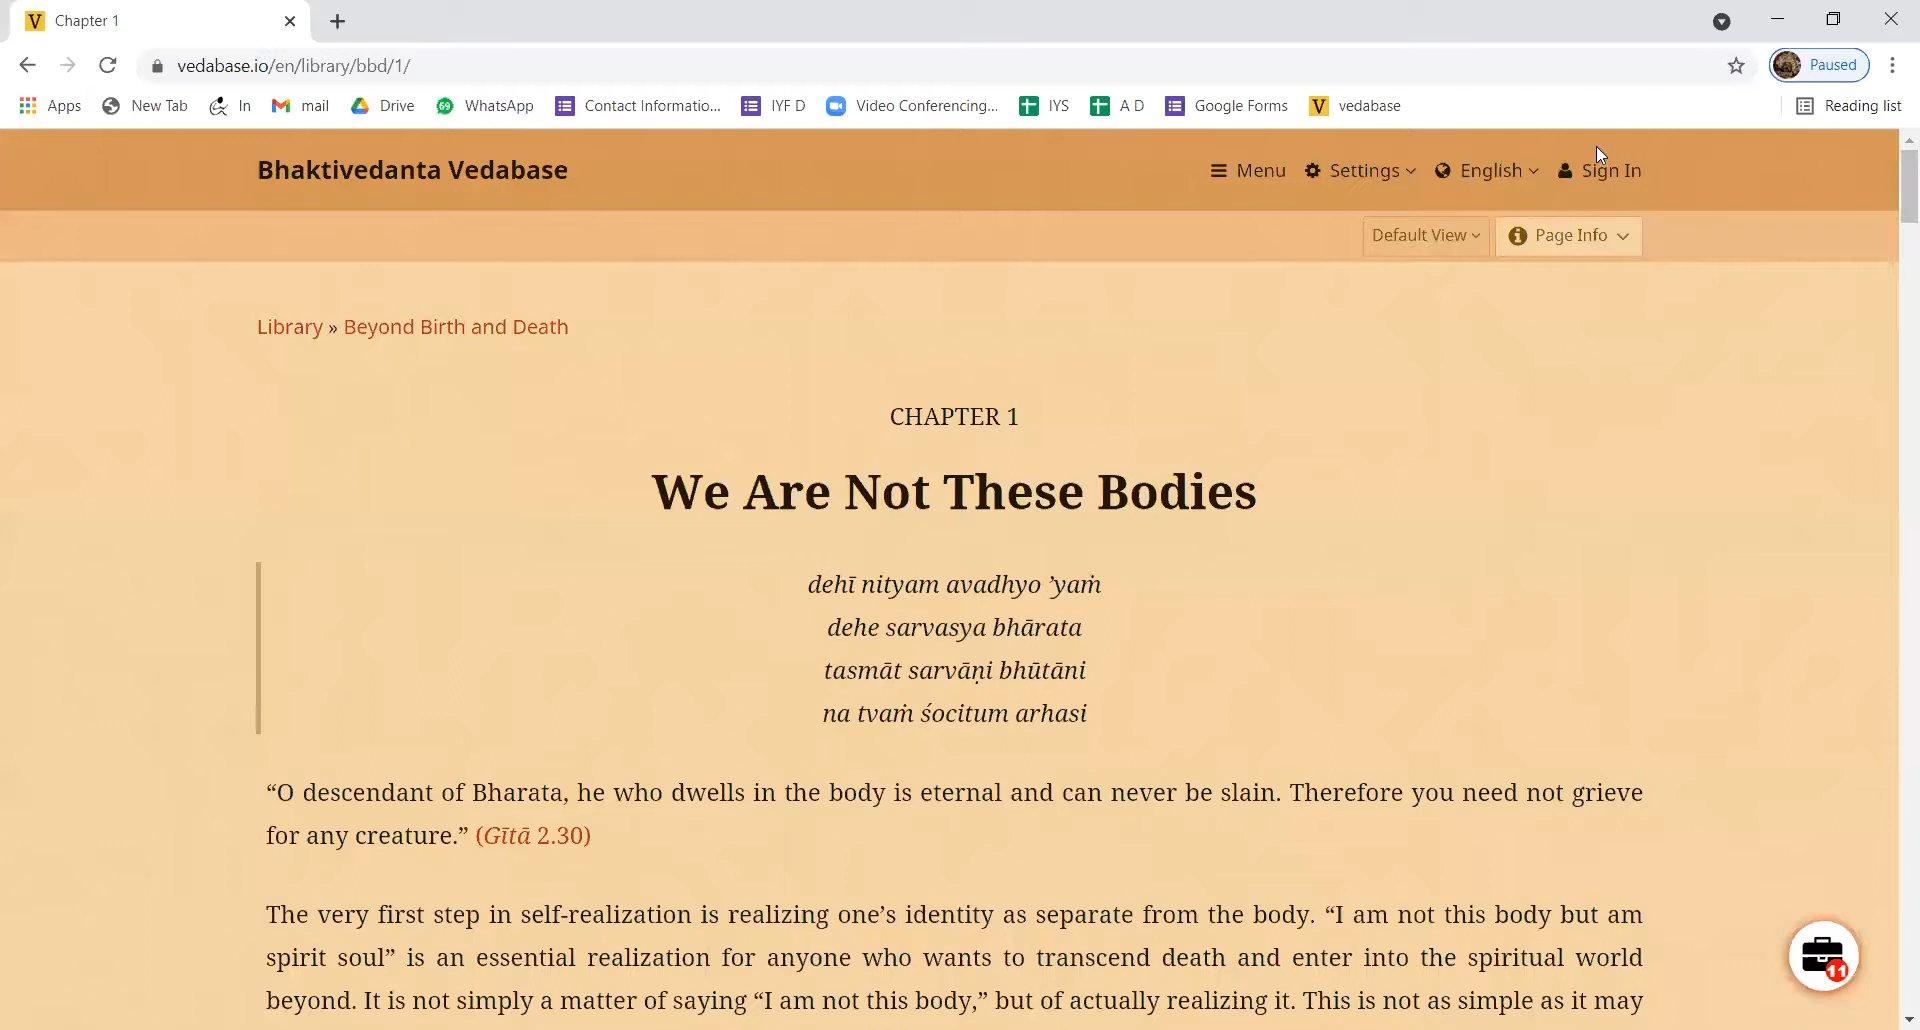 Chapter 1
vedabase.io/en/library/bbd/1/
Paused
Apps New Tab In mail Drive WhatsApp Contact Informatio... IYF D Video Conferencing... IYS A D Google Forms vedabase Reading list
Bhaktivedanta Vedabase
Menu Settings English Sign In
Default View Page Info
Library » Beyond Birth and Death
CHAPTER 1
We Are Not These Bodies
dehī nityam avadhyo ’yaṁ
dehe sarvasya bhārata
tasmāt sarvāṇi bhūtāni
na tvaṁ śocitum arhasi
“O descendant of Bharata, he who dwells in the body is eternal and can never be slain. Therefore you need not grieve
for any creature.” (Gītā 2.30)
The very first step in self-realization is realizing one’s identity as separate from the body. “I am not this body but am
spirit soul” is an essential realization for anyone who wants to transcend death and enter into the spiritual world
beyond. It is not simply a matter of saying “I am not this body,” but of actually realizing it. This is not as simple as it may
11